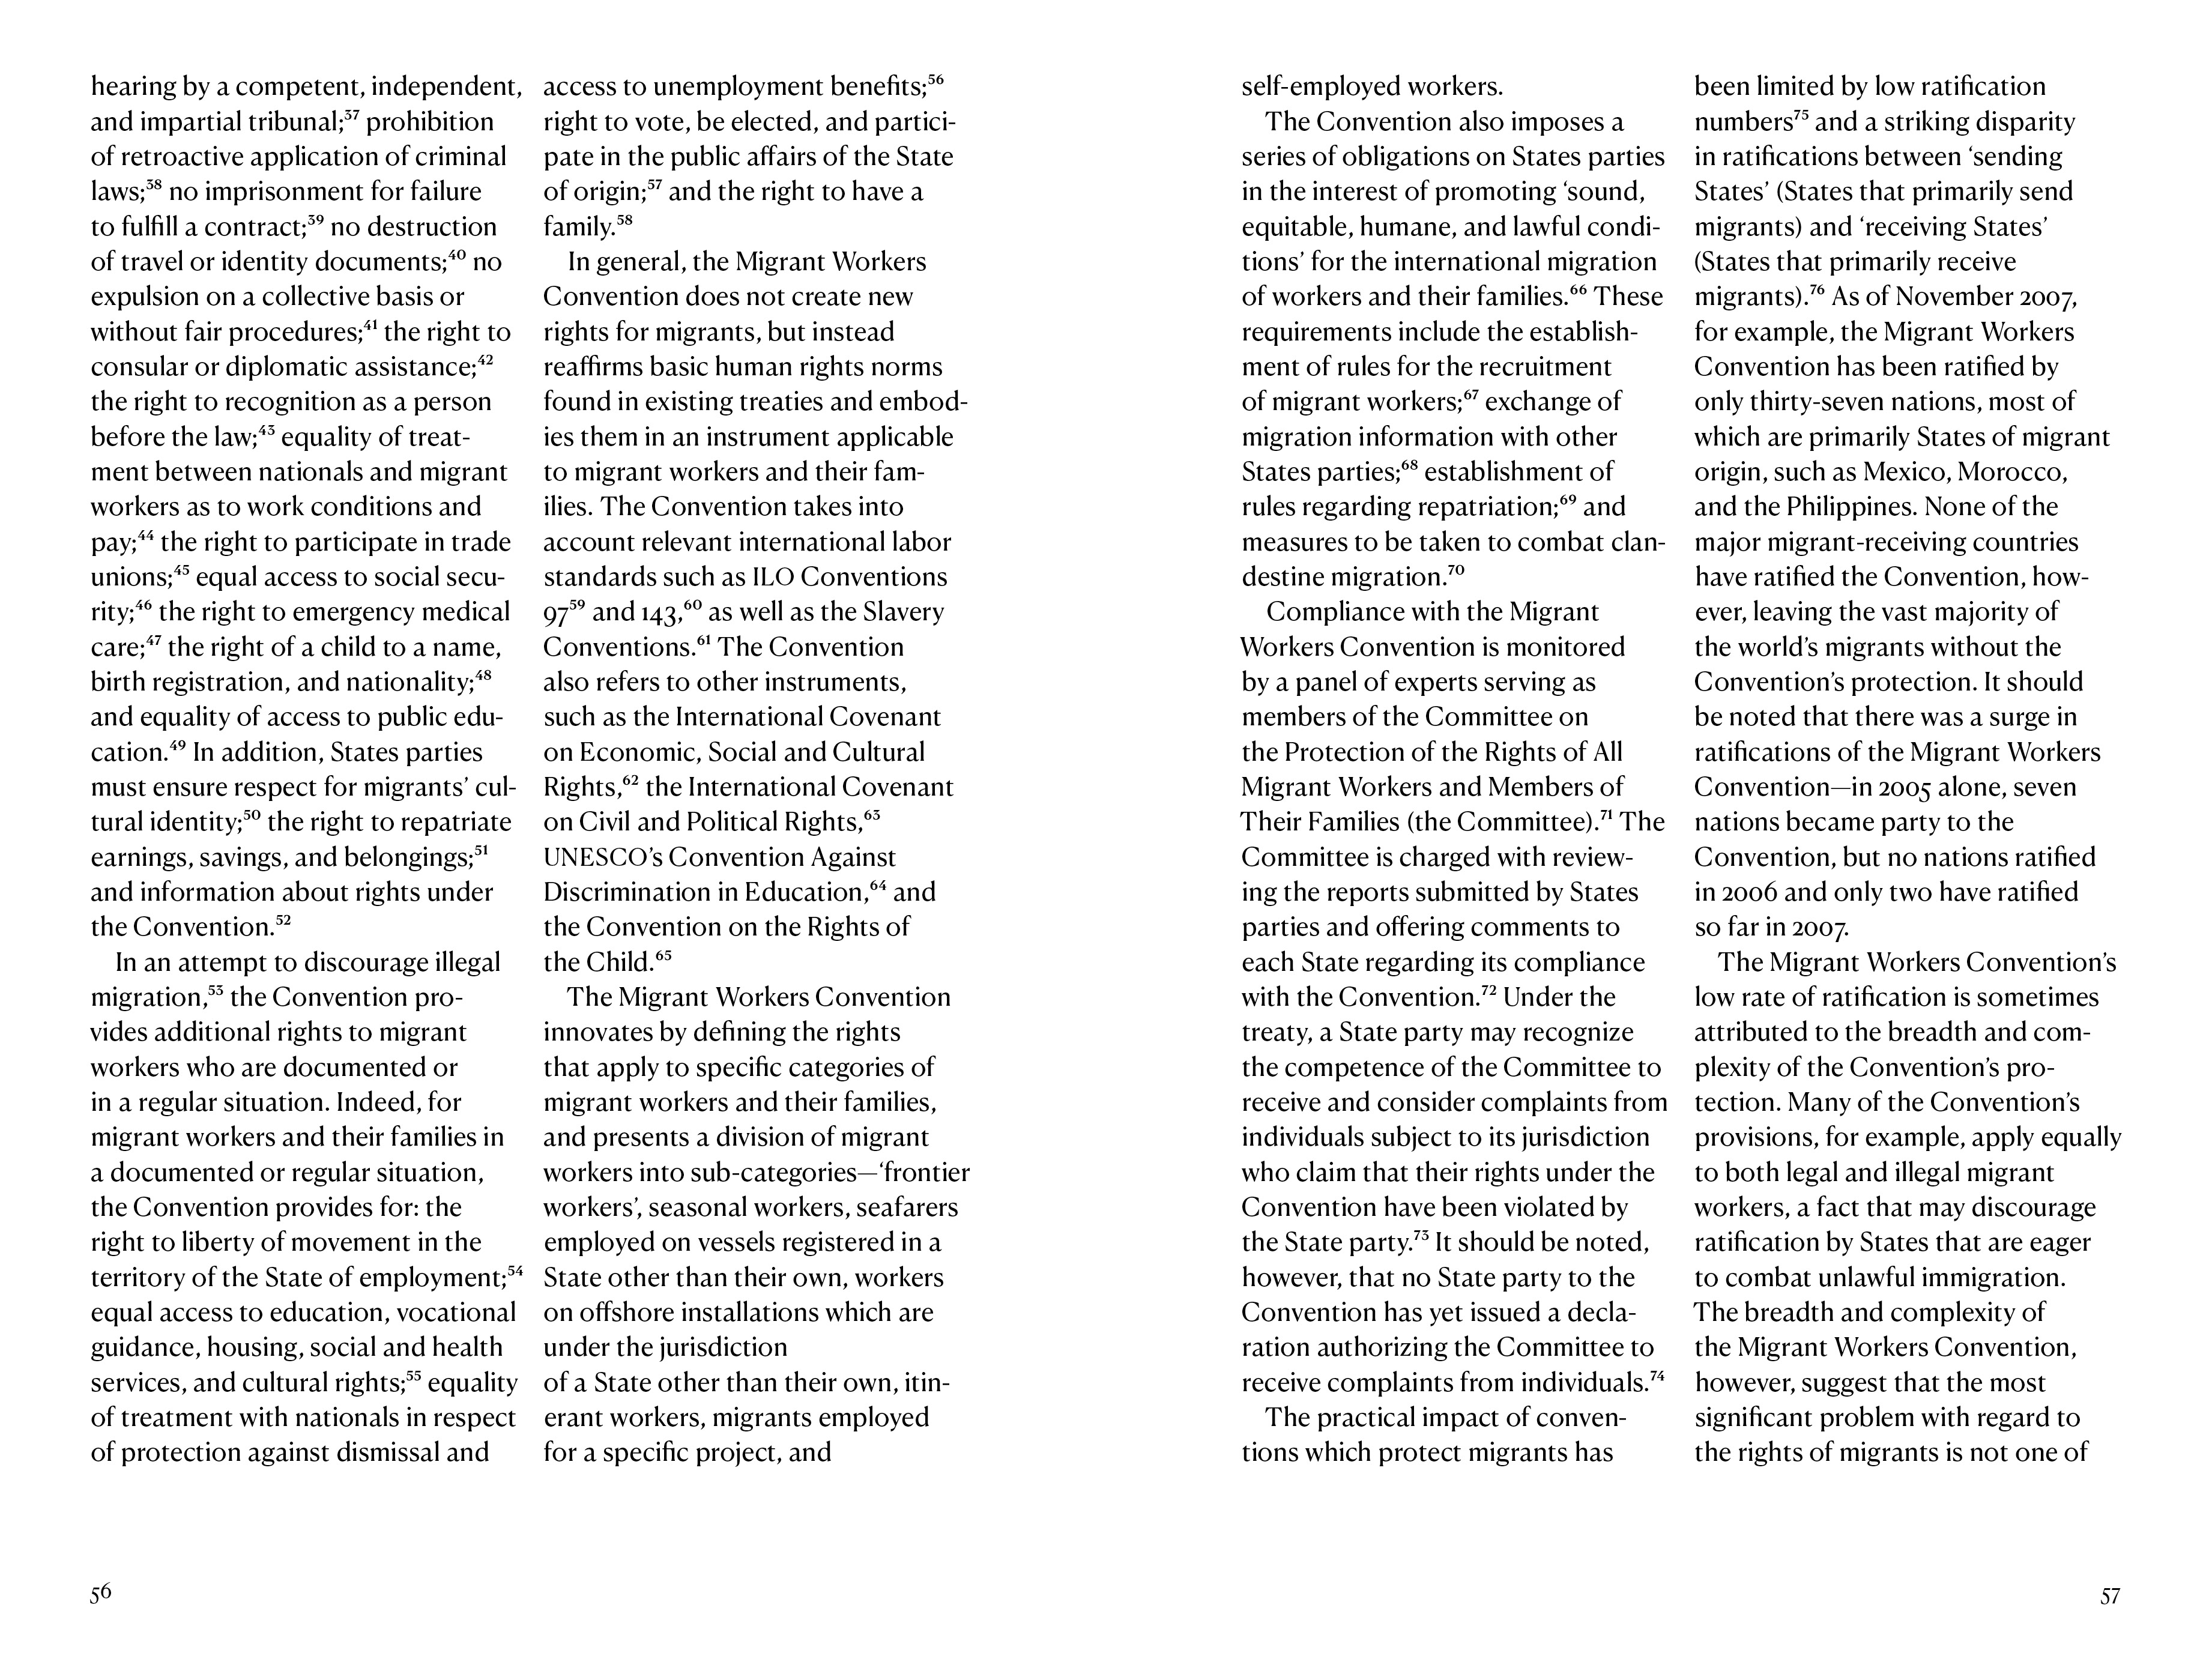 hearing by a competent, independent,
and impartial tribunal;³⁷ prohibition
of retroactive application of criminal
laws;³⁸ no imprisonment for failure
to fulfill a contract;³⁹ no destruction
of travel or identity documents;⁴⁰ no
expulsion on a collective basis or
without fair procedures;⁴¹ the right to
consular or diplomatic assistance;⁴²
the right to recognition as a person
before the law;⁴³ equality of treat-
ment between nationals and migrant
workers as to work conditions and
pay;⁴⁴ the right to participate in trade
unions;⁴⁵ equal access to social secu-
rity;⁴⁶ the right to emergency medical
care;⁴⁷ the right of a child to a name,
birth registration, and nationality;⁴⁸
and equality of access to public edu-
cation.⁴⁹ In addition, States parties
must ensure respect for migrants’ cul-
tural identity;⁵⁰ the right to repatriate
earnings, savings, and belongings;⁵¹
and information about rights under
the Convention.⁵²
In an attempt to discourage illegal
migration,⁵³ the Convention pro-
vides additional rights to migrant
workers who are documented or
in a regular situation. Indeed, for
migrant workers and their families in
a documented or regular situation,
the Convention provides for: the
right to liberty of movement in the
territory of the State of employment;⁵⁴
equal access to education, vocational
guidance, housing, social and health
services, and cultural rights;⁵⁵ equality
of treatment with nationals in respect
of protection against dismissal and
access to unemployment benefits;⁵⁶
right to vote, be elected, and partici-
pate in the public affairs of the State
of origin;⁵⁷ and the right to have a
family.⁵⁸
In general, the Migrant Workers
Convention does not create new
rights for migrants, but instead
reaffirms basic human rights norms
found in existing treaties and embod-
ies them in an instrument applicable
to migrant workers and their fam-
ilies. The Convention takes into
account relevant international labor
standards such as ILO Conventions
97⁵⁹ and 143,⁶⁰ as well as the Slavery
Conventions.⁶¹ The Convention
also refers to other instruments,
such as the International Covenant
on Economic, Social and Cultural
Rights,⁶² the International Covenant
on Civil and Political Rights,⁶³
UNESCO’s Convention Against
Discrimination in Education,⁶⁴ and
the Convention on the Rights of
the Child.⁶⁵
The Migrant Workers Convention
innovates by defining the rights
that apply to specific categories of
migrant workers and their families,
and presents a division of migrant
workers into sub-categories—‘frontier
workers’, seasonal workers, seafarers
employed on vessels registered in a
State other than their own, workers
on offshore installations which are
under the jurisdiction
of a State other than their own, itin-
erant workers, migrants employed
for a specific project, and
56
self-employed workers.
The Convention also imposes a
series of obligations on States parties
in the interest of promoting ‘sound,
equitable, humane, and lawful condi-
tions’ for the international migration
of workers and their families.⁶⁶ These
requirements include the establish-
ment of rules for the recruitment
of migrant workers;⁶⁷ exchange of
migration information with other
States parties;⁶⁸ establishment of
rules regarding repatriation;⁶⁹ and
measures to be taken to combat clan-
destine migration.⁷⁰
Compliance with the Migrant
Workers Convention is monitored
by a panel of experts serving as
members of the Committee on
the Protection of the Rights of All
Migrant Workers and Members of
Their Families (the Committee).⁷¹ The
Committee is charged with review-
ing the reports submitted by States
parties and offering comments to
each State regarding its compliance
with the Convention.⁷² Under the
treaty, a State party may recognize
the competence of the Committee to
receive and consider complaints from
individuals subject to its jurisdiction
who claim that their rights under the
Convention have been violated by
the State party.⁷³ It should be noted,
however, that no State party to the
Convention has yet issued a decla-
ration authorizing the Committee to
receive complaints from individuals.⁷⁴
The practical impact of conven-
tions which protect migrants has
been limited by low ratification
numbers⁷⁵ and a striking disparity
in ratifications between ‘sending
States’ (States that primarily send
migrants) and ‘receiving States’
(States that primarily receive
migrants).⁷⁶ As of November 2007,
for example, the Migrant Workers
Convention has been ratified by
only thirty-seven nations, most of
which are primarily States of migrant
origin, such as Mexico, Morocco,
and the Philippines. None of the
major migrant-receiving countries
have ratified the Convention, how-
ever, leaving the vast majority of
the world’s migrants without the
Convention’s protection. It should
be noted that there was a surge in
ratifications of the Migrant Workers
Convention—in 2005 alone, seven
nations became party to the
Convention, but no nations ratified
in 2006 and only two have ratified
so far in 2007.
The Migrant Workers Convention’s
low rate of ratification is sometimes
attributed to the breadth and com-
plexity of the Convention’s pro-
tection. Many of the Convention’s
provisions, for example, apply equally
to both legal and illegal migrant
workers, a fact that may discourage
ratification by States that are eager
to combat unlawful immigration.
The breadth and complexity of
the Migrant Workers Convention,
however, suggest that the most
significant problem with regard to
the rights of migrants is not one of
57